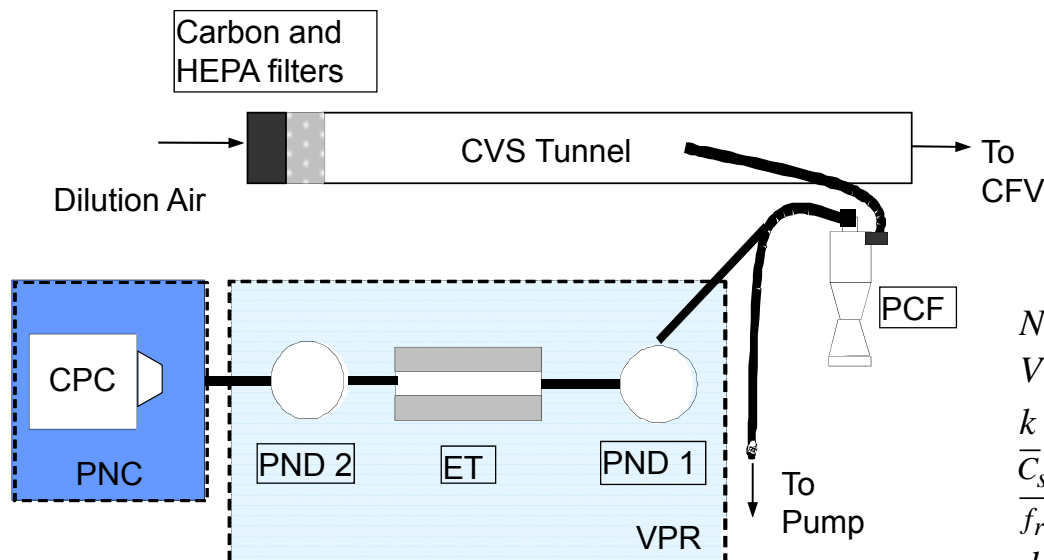 Carbon and
HEPA filters
CVS Tunnel
To
CFV
Dilution Air
PCF
CPC
PNC
PND 2
ET
PND 1
To
Pump
VPR
N
V
k
C̅s
fr